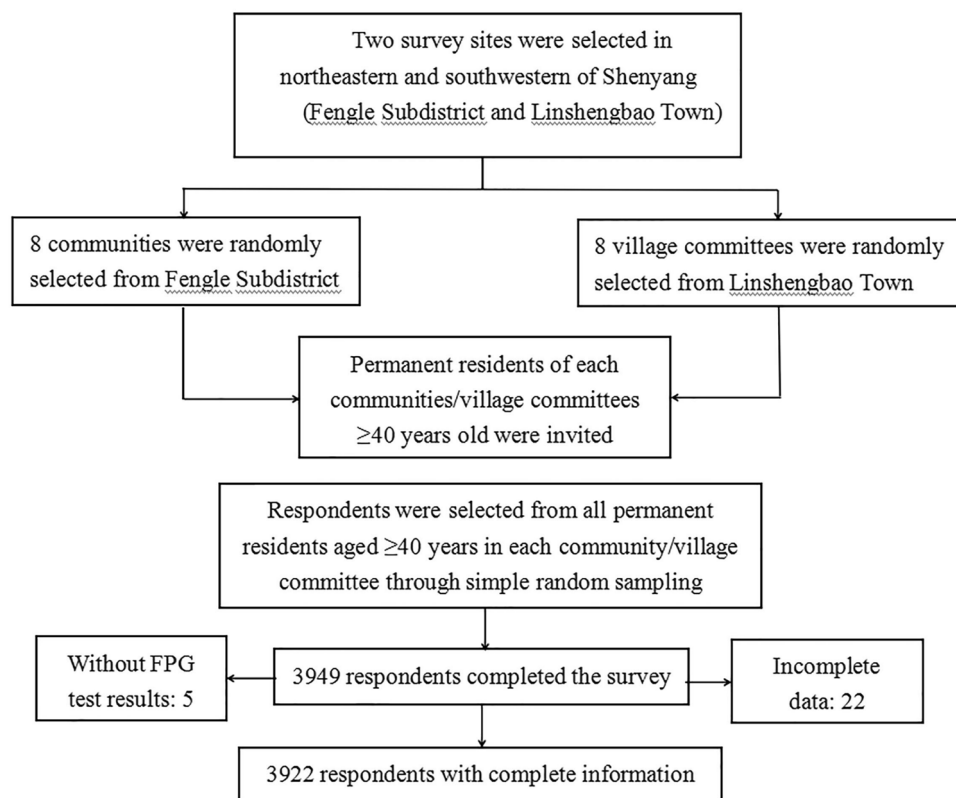 Two survey sites were selected in
northeastern and southwestern of Shenyang
(Fengle Subdistrict and Linshengbao Town)
8 communities were randomly
selected from Fengle Subdistrict
8 village committees were randomly
selected from Linshengbao Town
Permanent residents of each
communities/village committees
≥40 years old were invited
Respondents were selected from all permanent
residents aged ≥40 years in each community/village
committee through simple random sampling
Without FPG
test results: 5
3949 respondents completed the survey
Incomplete
data: 22
3922 respondents with complete information